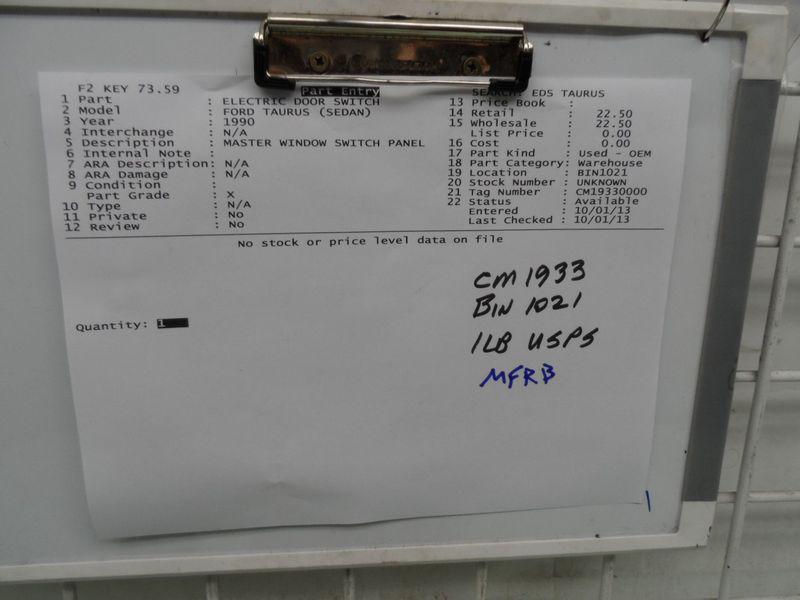 F2 KEY 73.59
Part Entry
SEARCH: EDS TAURUS
1 Part : ELECTRIC DOOR SWITCH
2 Model : FORD TAURUS (SEDAN)
3 Year : 1990
4 Interchange : N/A
5 Description : MASTER WINDOW SWITCH PANEL
6 Internal Note :
7 ARA Description: N/A
8 ARA Damage : N/A
9 Condition :
Part Grade : X
10 Type : N/A
11 Private : No
12 Review : No
13 Price Book :
14 Retail : 22.50
15 Wholesale : 22.50
List Price : 0.00
16 Cost : 0.00
17 Part Kind : Used - OEM
18 Part Category: Warehouse
19 Location : BIN1021
20 Stock Number : UNKNOWN
21 Tag Number : CM19330000
22 Status : Available
Entered : 10/01/13
Last Checked : 10/01/13
No stock or price level data on file
Quantity: 1
CM1933
BIN 1021
1LB USPS
MFRB